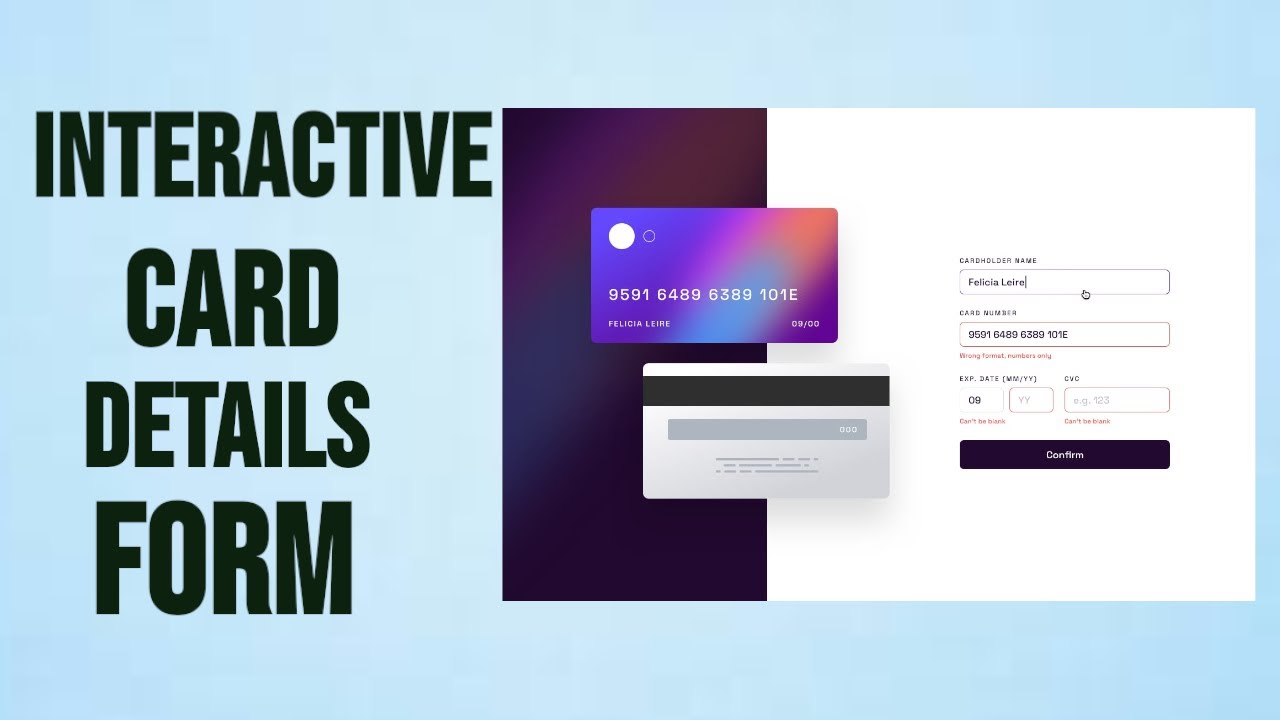 INTERACTIVE
CARD
DETAILS
FORM
9591 6489 6389 101E
FELICIA LEIRE 09/00
000
CARDHOLDER NAME
Felicia Leire
CARD NUMBER
9591 6489 6389 101E
Wrong format, numbers only
EXP. DATE (MM/YY) CVC
09 YY e.g. 123
Can't be blank Can't be blank
Confirm